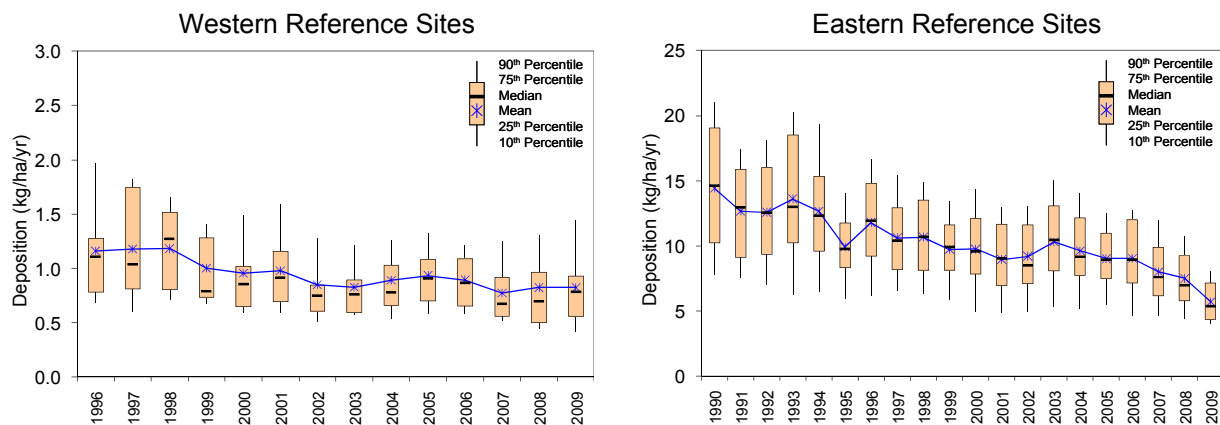 Western Reference Sites
Deposition (kg/ha/yr)
3.0
2.5
2.0
1.5
1.0
0.5
0.0
90th Percentile
75th Percentile
Median
Mean
25th Percentile
10th Percentile
1996
1997
1998
1999
2000
2001
2002
2003
2004
2005
2006
2007
2008
2009
Eastern Reference Sites
Deposition (kg/ha/yr)
25
20
15
10
5
0
90th Percentile
75th Percentile
Median
Mean
25th Percentile
10th Percentile
1990
1991
1992
1993
1994
1995
1996
1997
1998
1999
2000
2001
2002
2003
2004
2005
2006
2007
2008
2009